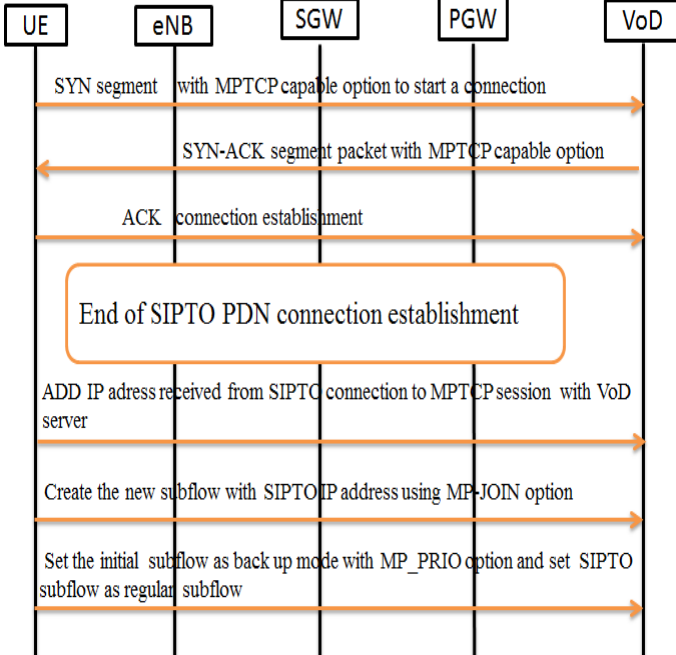 UE
eNB
SGW
PGW
VoD
SYN segment with MPTCP capable option to start a connection
SYN-ACK segment packet with MPTCP capable option
ACK connection establishment
End of SIPTO PDN connection establishment
ADD IP adress received from SIPTO connection to MPTCP session with VoD
server
Create the new subflow with SIPTO IP address using MP-JOIN option
Set the initial subflow as back up mode with MP_PRIO option and set SIPTO
subflow as regular subflow